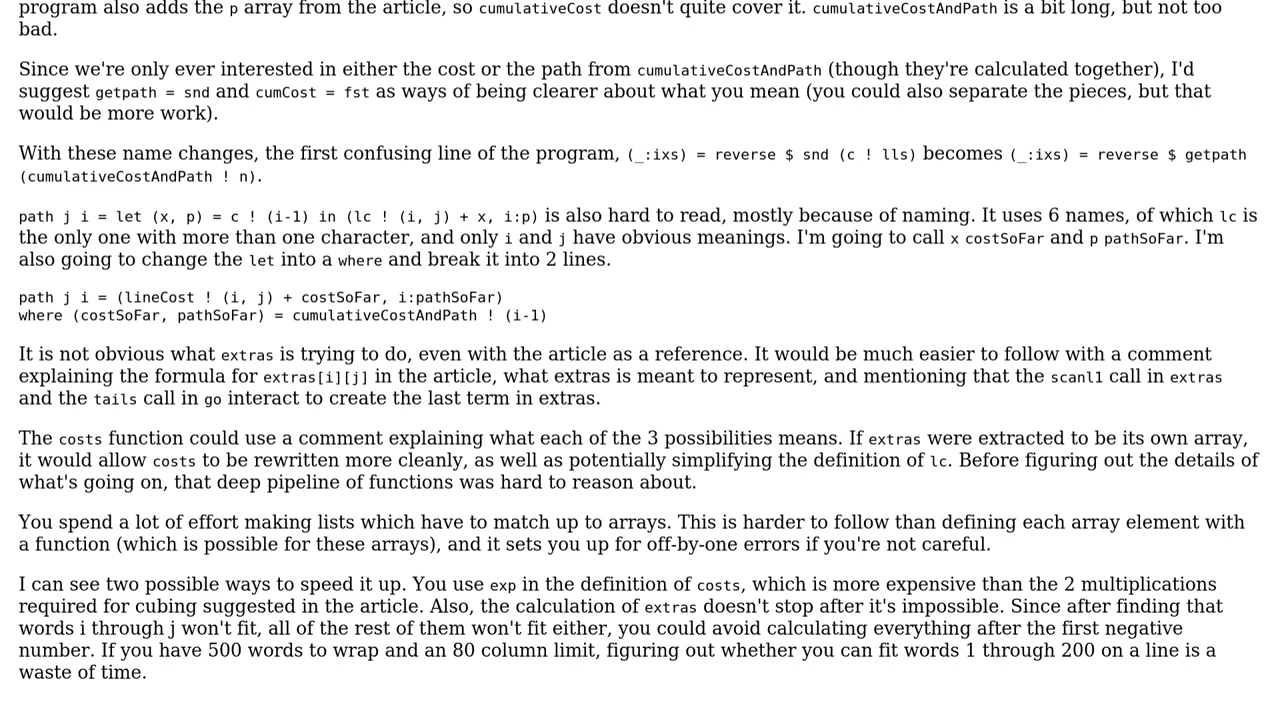 program also adds the p array from the article, so cumulativeCost doesn't quite cover it. cumulativeCostAndPath is a bit long, but not too
bad.
Since we're only ever interested in either the cost or the path from cumulativeCostAndPath (though they're calculated together), I'd
suggest getpath = snd and cumCost = fst as ways of being clearer about what you mean (you could also separate the pieces, but that
would be more work).
With these name changes, the first confusing line of the program, (_:ixs) = reverse $ snd (c ! lls) becomes (_:ixs) = reverse $ getpath
(cumulativeCostAndPath ! n).
path j i = let (x, p) = c ! (i-1) in (lc ! (i, j) + x, i:p) is also hard to read, mostly because of naming. It uses 6 names, of which lc is
the only one with more than one character, and only i and j have obvious meanings. I'm going to call x costSoFar and p pathSoFar. I'm
also going to change the let into a where and break it into 2 lines.
path j i = (lineCost ! (i, j) + costSoFar, i:pathSoFar)
where (costSoFar, pathSoFar) = cumulativeCostAndPath ! (i-1)
It is not obvious what extras is trying to do, even with the article as a reference. It would be much easier to follow with a comment
explaining the formula for extras[i][j] in the article, what extras is meant to represent, and mentioning that the scanl1 call in extras
and the tails call in go interact to create the last term in extras.
The costs function could use a comment explaining what each of the 3 possibilities means. If extras were extracted to be its own array,
it would allow costs to be rewritten more cleanly, as well as potentially simplifying the definition of lc. Before figuring out the details of
what's going on, that deep pipeline of functions was hard to reason about.
You spend a lot of effort making lists which have to match up to arrays. This is harder to follow than defining each array element with
a function (which is possible for these arrays), and it sets you up for off-by-one errors if you're not careful.
I can see two possible ways to speed it up. You use exp in the definition of costs, which is more expensive than the 2 multiplications
required for cubing suggested in the article. Also, the calculation of extras doesn't stop after it's impossible. Since after finding that
words i through j won't fit, all of the rest of them won't fit either, you could avoid calculating everything after the first negative
number. If you have 500 words to wrap and an 80 column limit, figuring out whether you can fit words 1 through 200 on a line is a
waste of time.